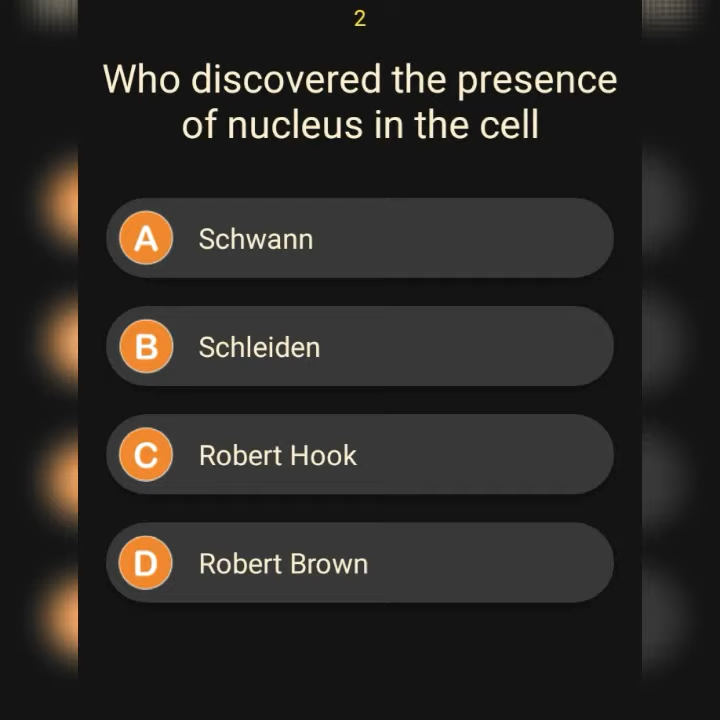 2
Who discovered the presence
of nucleus in the cell
A Schwann
B Schleiden
C Robert Hook
D Robert Brown